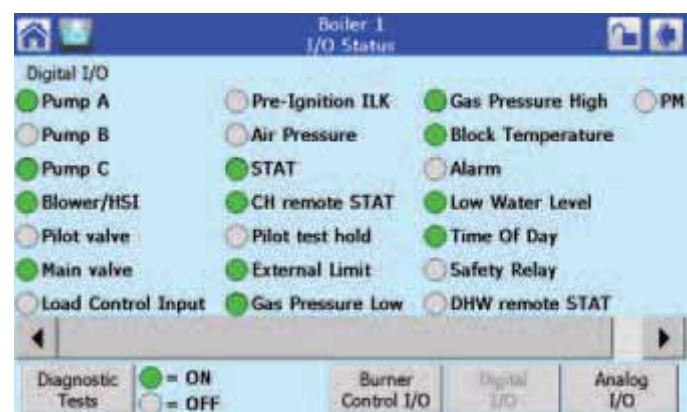 Boiler 1
I/O Status
Digital I/O
Pump A Pre-Ignition ILK Gas Pressure High PM
Pump B Air Pressure Block Temperature
Pump C STAT Alarm
Blower/HSI CH remote STAT Low Water Level
Pilot valve Pilot test hold Time Of Day
Main valve External Limit Safety Relay
Load Control Input Gas Pressure Low DHW remote STAT
Diagnostic Tests = ON = OFF Burner Control I/O Digital I/O Analog I/O